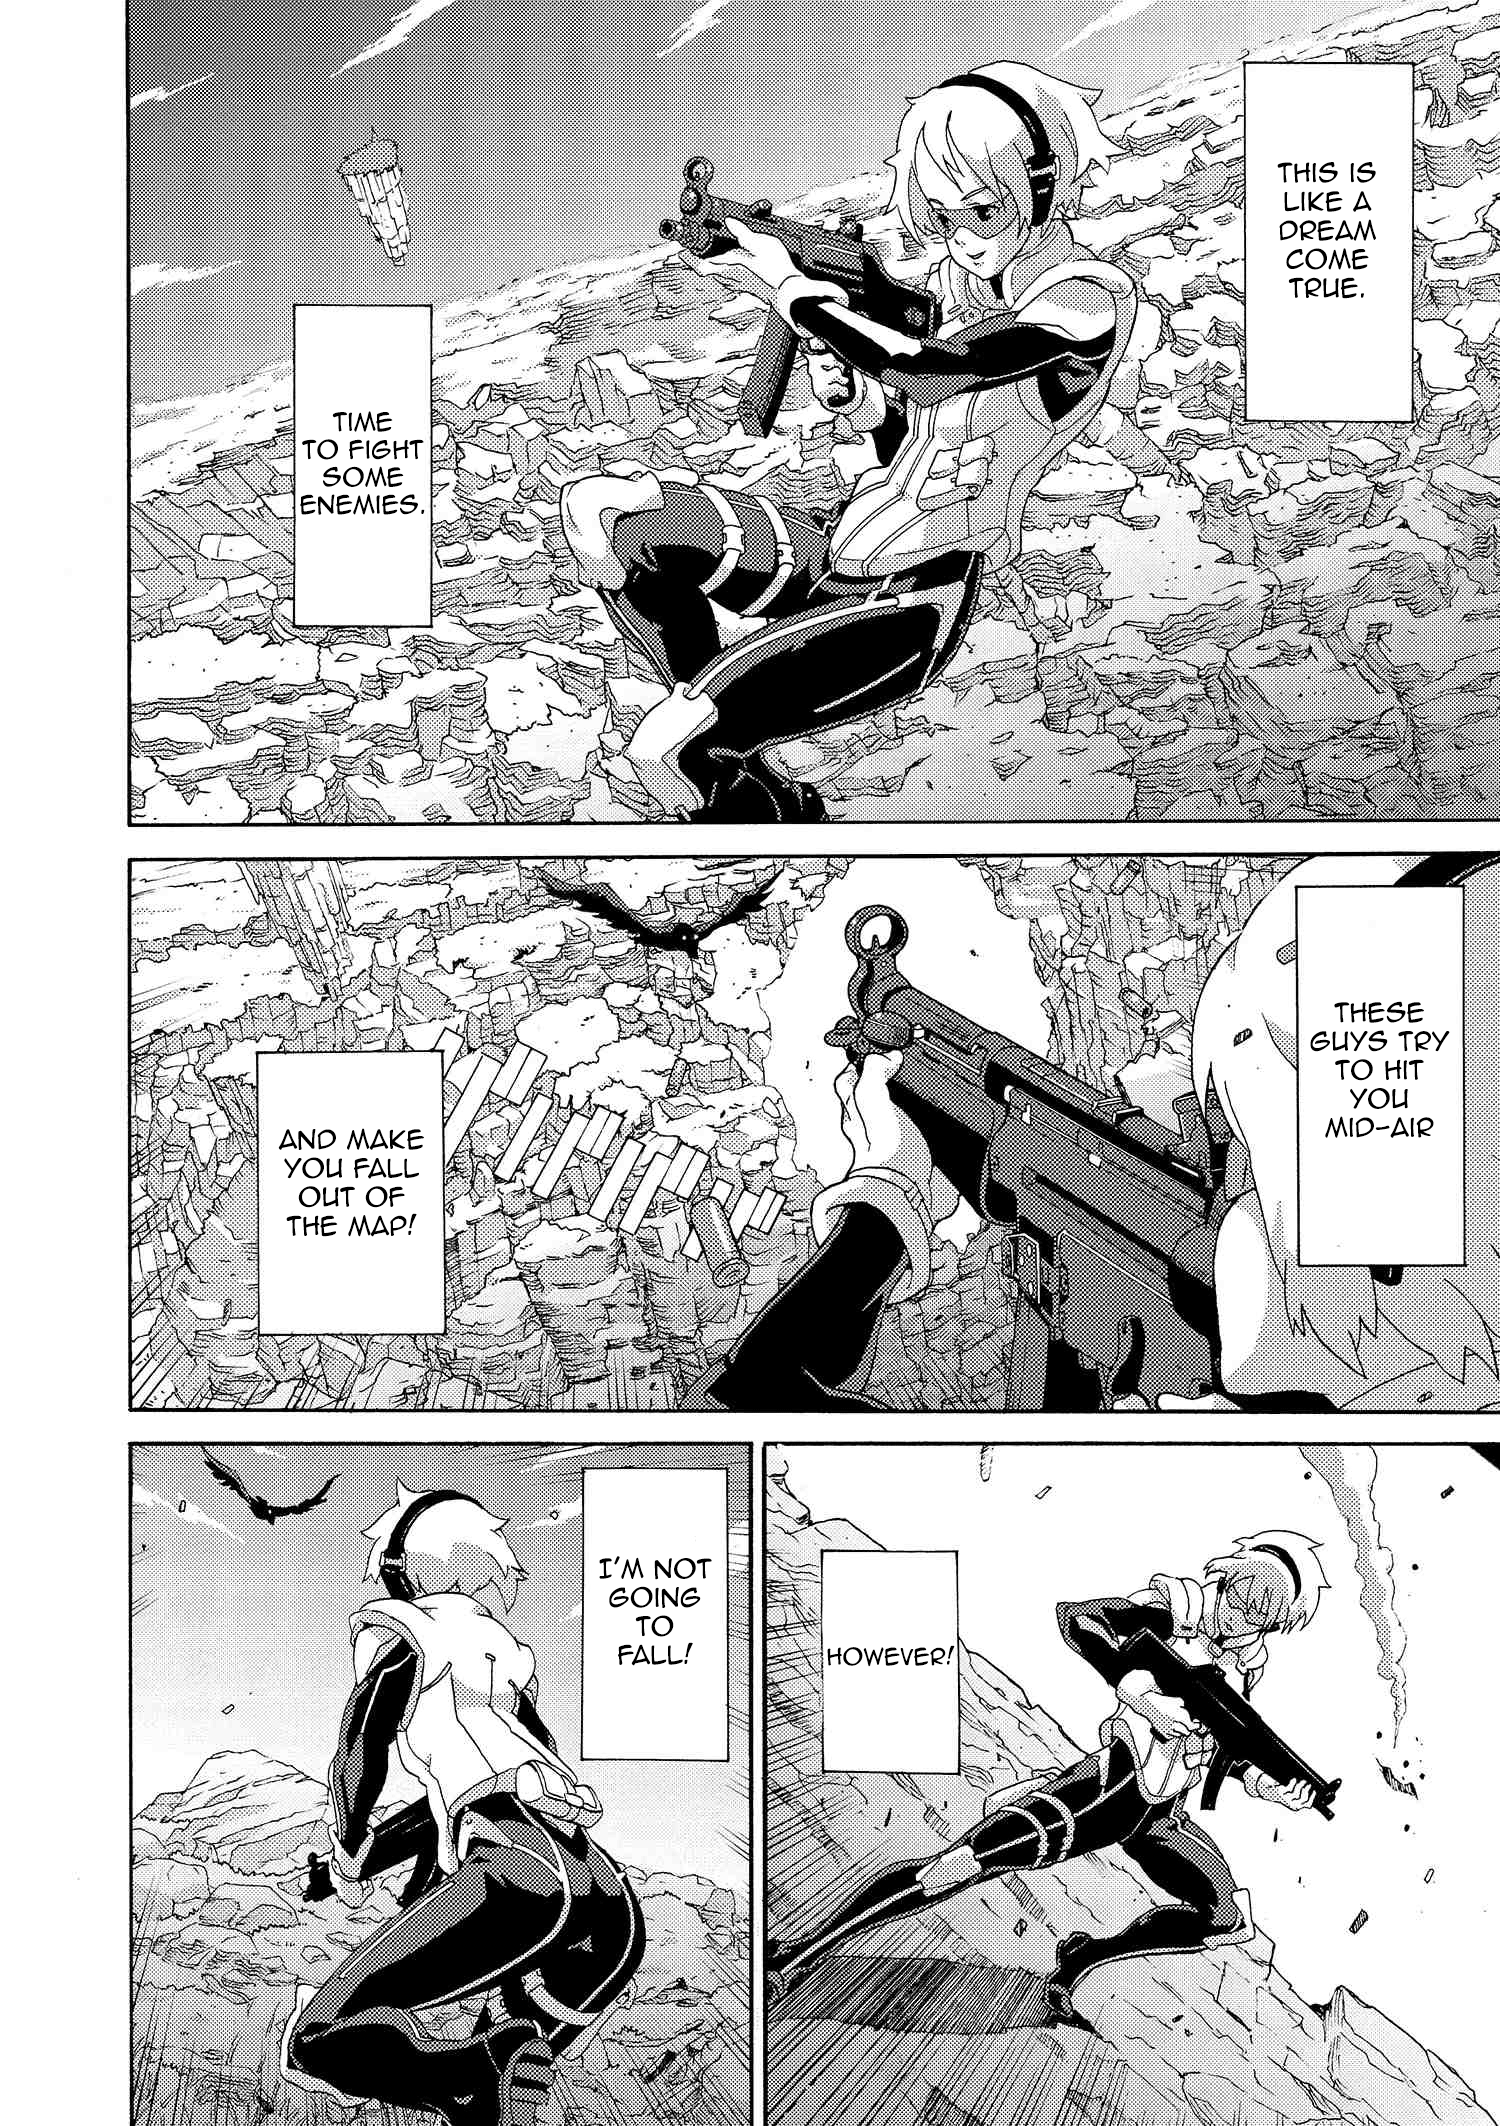 THIS IS
LIKE A
DREAM
COME
TRUE.
TIME
TO FIGHT
SOME
ENEMIES.
THESE
GUYS TRY
TO HIT
YOU
MID-AIR
AND MAKE
YOU FALL
OUT OF
THE MAP!
HOWEVER!
I'M NOT
GOING
TO
FALL!